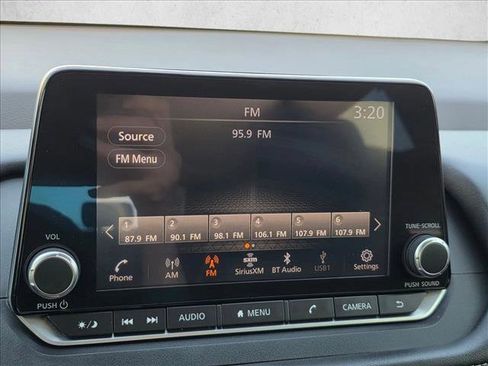 FM
3:20
Source
95.9 FM
FM Menu
1 2 3 4 5 6
87.9 FM 90.1 FM 98.1 FM 106.1 FM 107.9 FM 107.9 FM
VOL
TUNE·SCROLL
Phone AM FM SiriusXM BT Audio USB1 Settings
PUSH
PUSH SOUND
AUDIO MENU CAMERA